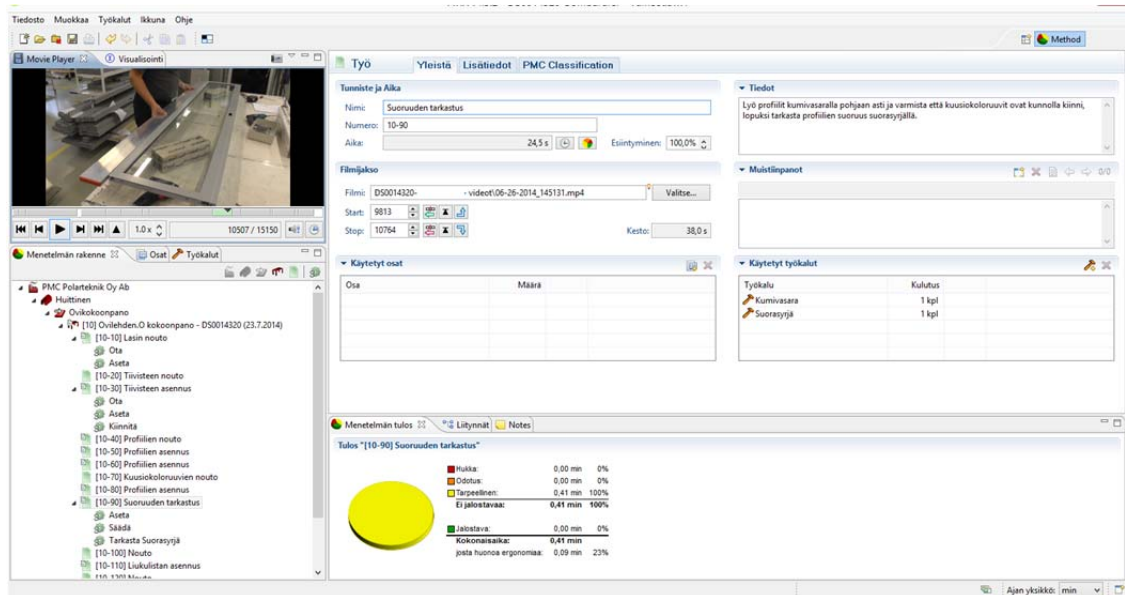 Tiedosto Muokkaa Työkalut Ikkuna Ohje
Method
Movie Player Visualisointi
1.0 x 10507 / 15150
Menetelmän rakenne Osat Työkalut
PMC Polarteknik Oy Ab
Huittinen
Ovikokoonpano
[10] Ovilehden.O kokoonpano - DS0014320 (23.7.2014)
[10-10] Lasin nouto
Ota
Aseta
[10-20] Tiivisteen nouto
[10-30] Tiivisteen asennus
Ota
Aseta
Kiinnitä
[10-40] Profiilien nouto
[10-50] Profiilien asennus
[10-60] Profiilien asennus
[10-70] Kuusiokoloruuvien nouto
[10-80] Profiilien asennus
[10-90] Suoruuden tarkastus
Aseta
Säädä
Tarkasta Suorasyrjä
[10-100] Nouto
[10-110] Liukulistan asennus
[10-120] Nouto
Työ Yleistä Lisätiedot PMC Classification
Tunniste ja Aika
Nimi: Suoruuden tarkastus
Numero: 10-90
Aika: 24,5 s Esiintyminen: 100,0%
Filmijakso
Filmi: DS0014320- - videot\06-26-2014_145131.mp4 Valitse...
Start: 9813
Stop: 10764 Kesto: 38,0 s
Käytetyt osat
Osa Määrä
Tiedot
Lyö profiilit kumivasaralla pohjaan asti ja varmista että kuusiokoloruuvit ovat kunnolla kiinni,
lopuksi tarkasta profiilien suoruus suorasyrjällä.
Muistiinpanot 0/0
Käytetyt työkalut
Työkalu Kulutus
Kumivasara 1 kpl
Suorasyrjä 1 kpl
Menetelmän tulos Liitynnät Notes
Tulos "[10-90] Suoruuden tarkastus"
Hukka: 0,00 min 0%
Odotus: 0,00 min 0%
Tarpeellinen: 0,41 min 100%
Ei jalostavaa: 0,41 min 100%
Jalostava: 0,00 min 0%
Kokonaisaika: 0,41 min
josta huonoa ergonomiaa: 0,09 min 23%
Ajan yksikkö: min